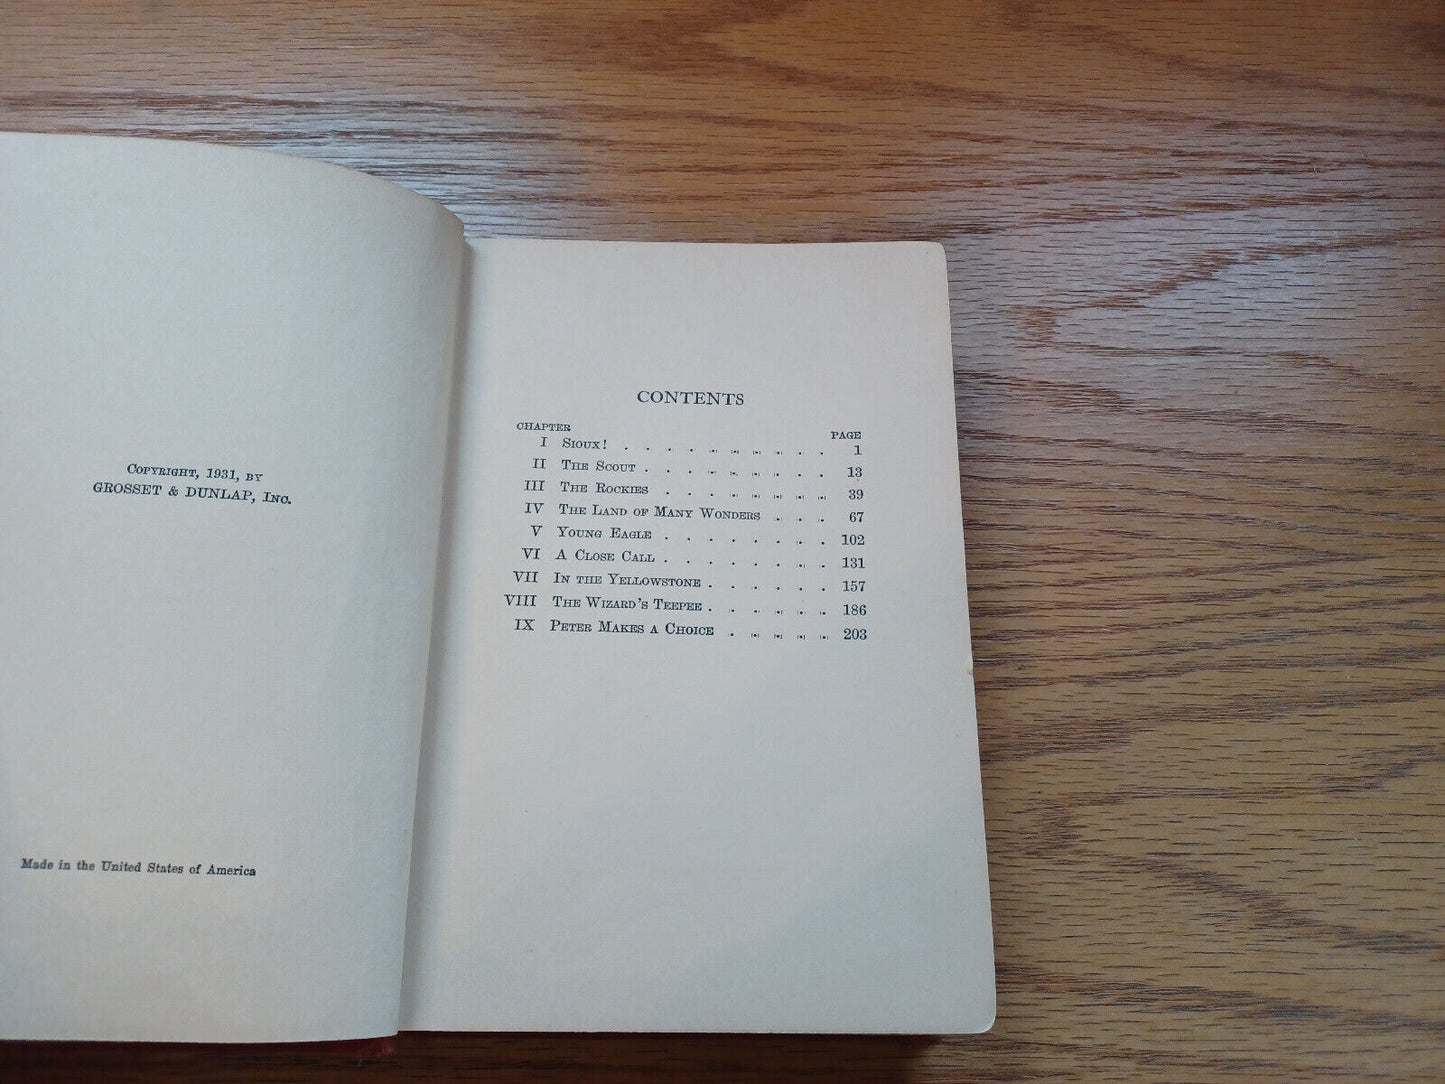 COPYRIGHT, 1931, BY
GROSSET & DUNLAP, INC.
Made in the United States of America
CONTENTS
CHAPTER PAGE
I SIOUX! . . . . . . . . . . 1
II THE SCOUT . . . . . . . . . 13
III THE ROCKIES . . . . . . . . 39
IV THE LAND OF MANY WONDERS . . . 67
V YOUNG EAGLE . . . . . . . . 102
VI A CLOSE CALL . . . . . . . . 131
VII IN THE YELLOWSTONE . . . . . . 157
VIII THE WIZARD'S TEEPEE . . . . . . 186
IX PETER MAKES A CHOICE . . . . . 203